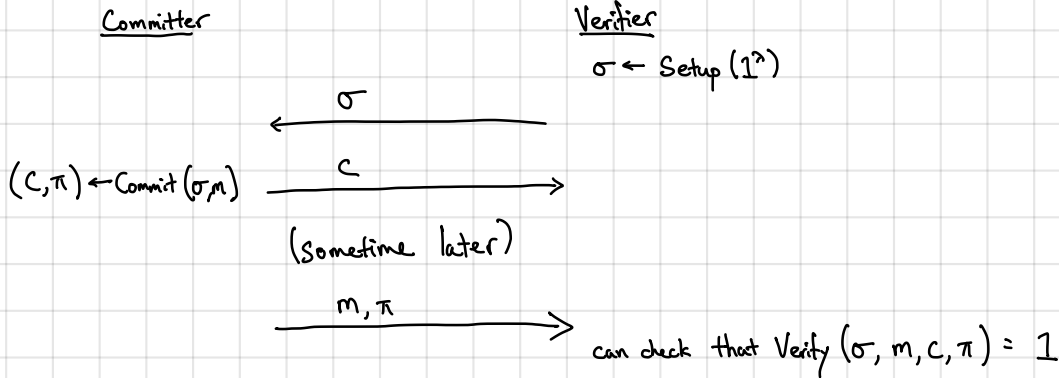 Committer
Verifier
σ ← Setup (1^λ)
σ
(c, π) ← Commit (σ, m)
c
(sometime later)
m, π
can check that Verify (σ, m, c, π) = 1